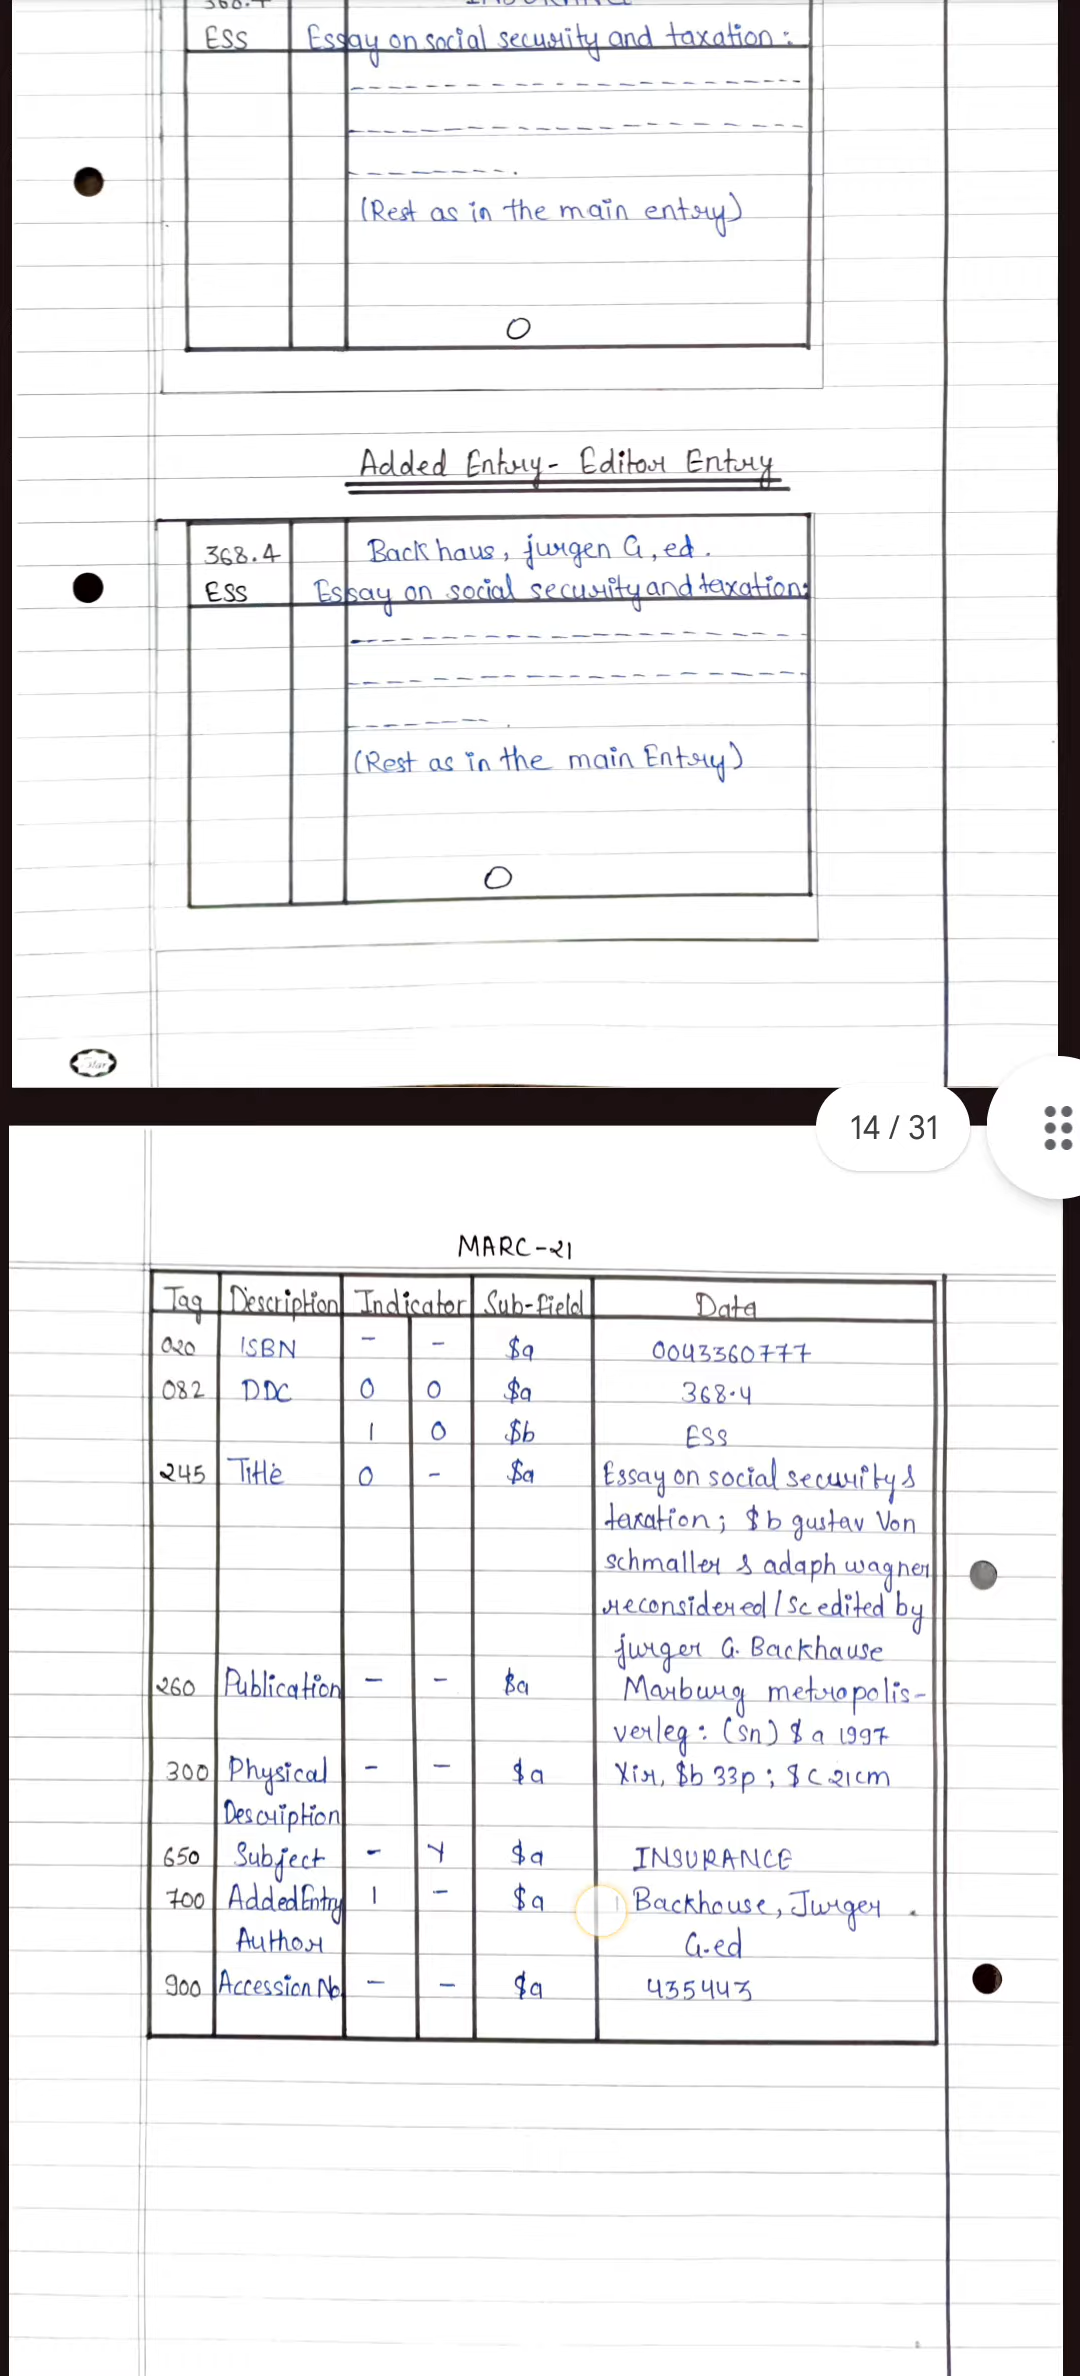 ESS Essay on social security and taxation:
(Rest as in the main entry)
Added Entry- Editor Entry
368.4 Backhaus, jurgen G, ed.
ESS Essay on social security and taxation:
(Rest as in the main Entry)
14 / 31
MARC-21
Tag Description Indicator Sub-field Data
020 ISBN - - $a 0043360777
082 DDC 0 0 $a 368.4
1 0 $b ESS
245 Title 0 - $a Essay on social security &
taxation; $b gustav Von
schmaller & adaph wagner
reconsidered / $c edited by
jurger G. Backhause
260 Publication - - $a Marburg metropolis-
verleg: (sn) $a 1997
300 Physical - - $a Xir, $b 33p; $c 21cm
Description
650 Subject - 4 $a INSURANCE
700 Added Entry 1 - $a Backhouse, Jurger
Author G.ed
900 Accession No. - - $a 435443